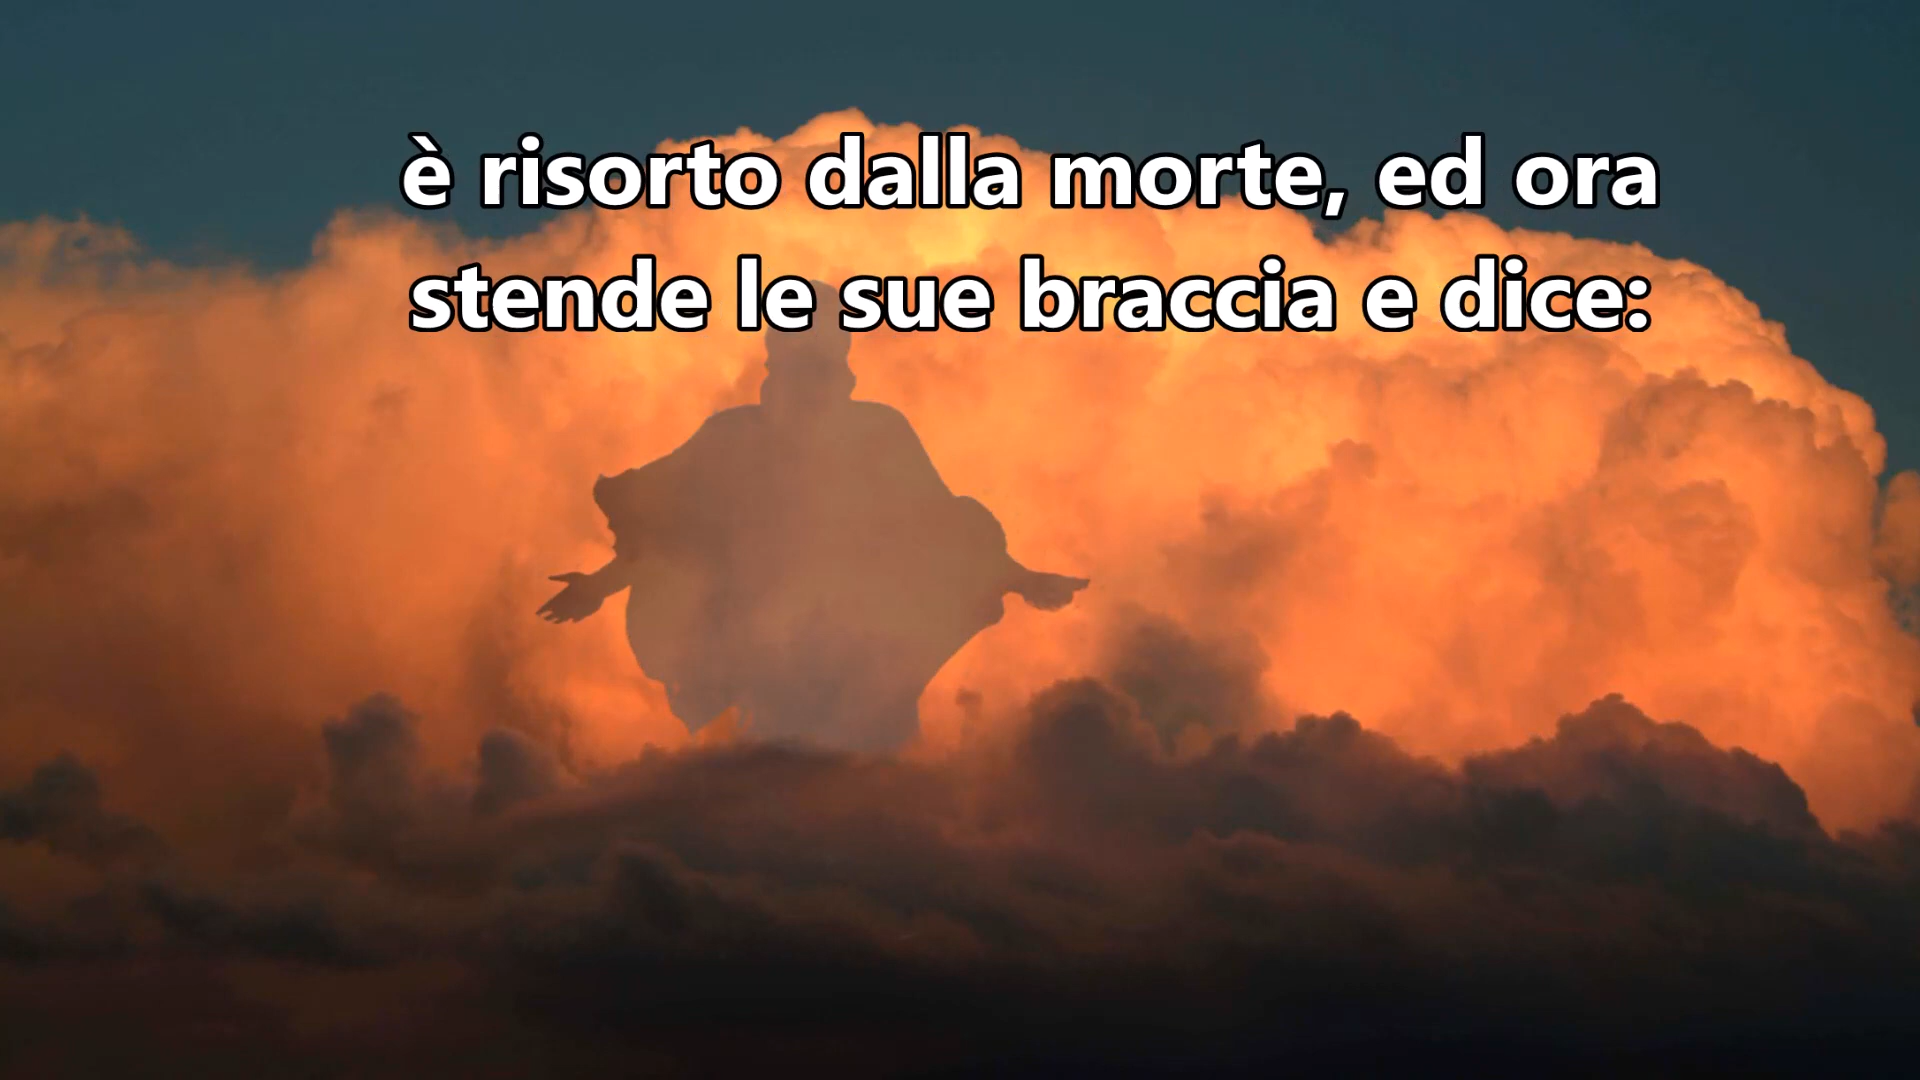 è risorto dalla morte, ed ora
stende le sue braccia e dice: